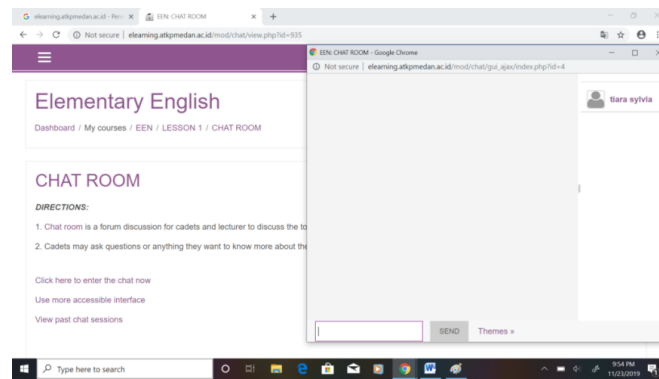 elearning.atkpmedan.ac.id - Pen
EEN: CHAT ROOM
Not secure | elearning.atkpmedan.ac.id/mod/chat/view.php?id=935
EEN: CHAT ROOM - Google Chrome
Not secure | elearning.atkpmedan.ac.id/mod/chat/gui_ajax/index.php?id=4
tiara sylvia
Elementary English
Dashboard / My courses / EEN / LESSON 1 / CHAT ROOM
CHAT ROOM
DIRECTIONS:
1. Chat room is a forum discussion for cadets and lecturer to discuss the to
2. Cadets may ask questions or anything they want to know more about the
Click here to enter the chat now
Use more accessible interface
View past chat sessions
SEND
Themes »
Type here to search
9:54 PM
11/23/2019